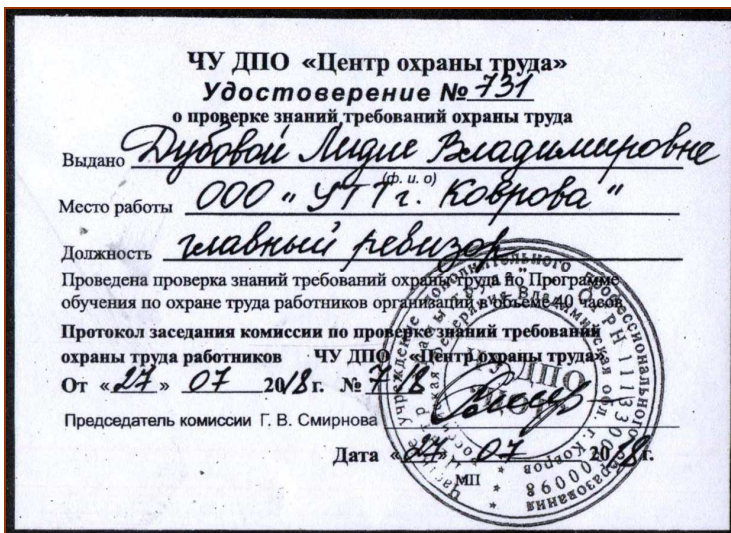 ЧУ ДПО «Центр охраны труда»
Удостоверение № 731
о проверке знаний требований охраны труда
Выдано Дубовой Лидие Владимировне
(ф. и. о)
Место работы ООО "УТТ г. Коврова"
Должность главный ревизор
Проведена проверка знаний требований охраны труда по Программе
обучения по охране труда работников организаций в объеме 40 часов
Протокол заседания комиссии по проверке знаний требований
охраны труда работников ЧУ ДПО «Центр охраны труда»
От «27» 07 2018 г. № 7-18
Председатель комиссии Г. В. Смирнова
Дата «27» 07 2018 г.
МП